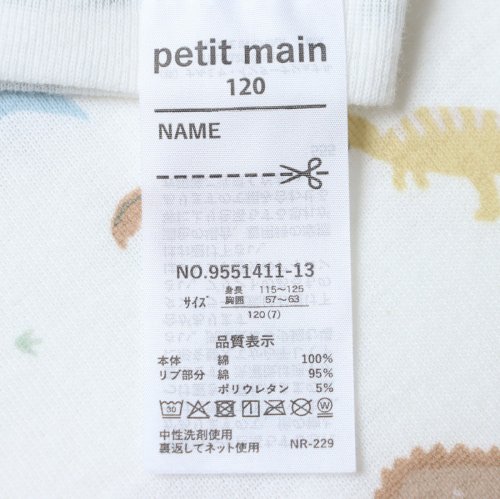 petit main
120
NAME
NO.9551411-13
サイズ 身長 115～125
胸囲 57～63
120(7)
品質表示
本体 綿 100%
リブ部分 綿 95%
ポリウレタン 5%
30 W
中性洗剤使用
裏返してネット使用 NR-229